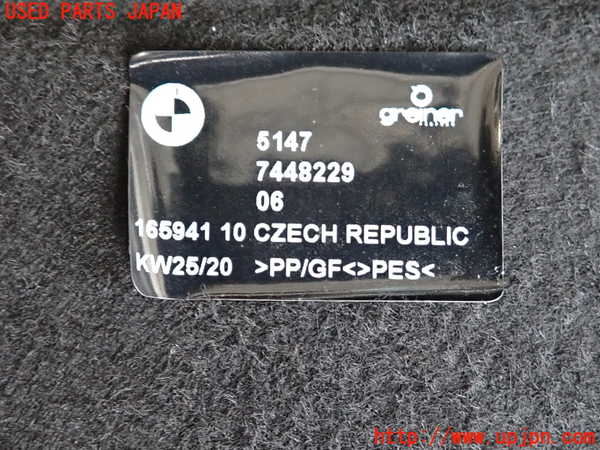 USED PARTS JAPAN
greiner
5147
7448229
06
165941 10 CZECH REPUBLIC
KW25/20 >PP/GF<>PES<
http://www.upjpn.com